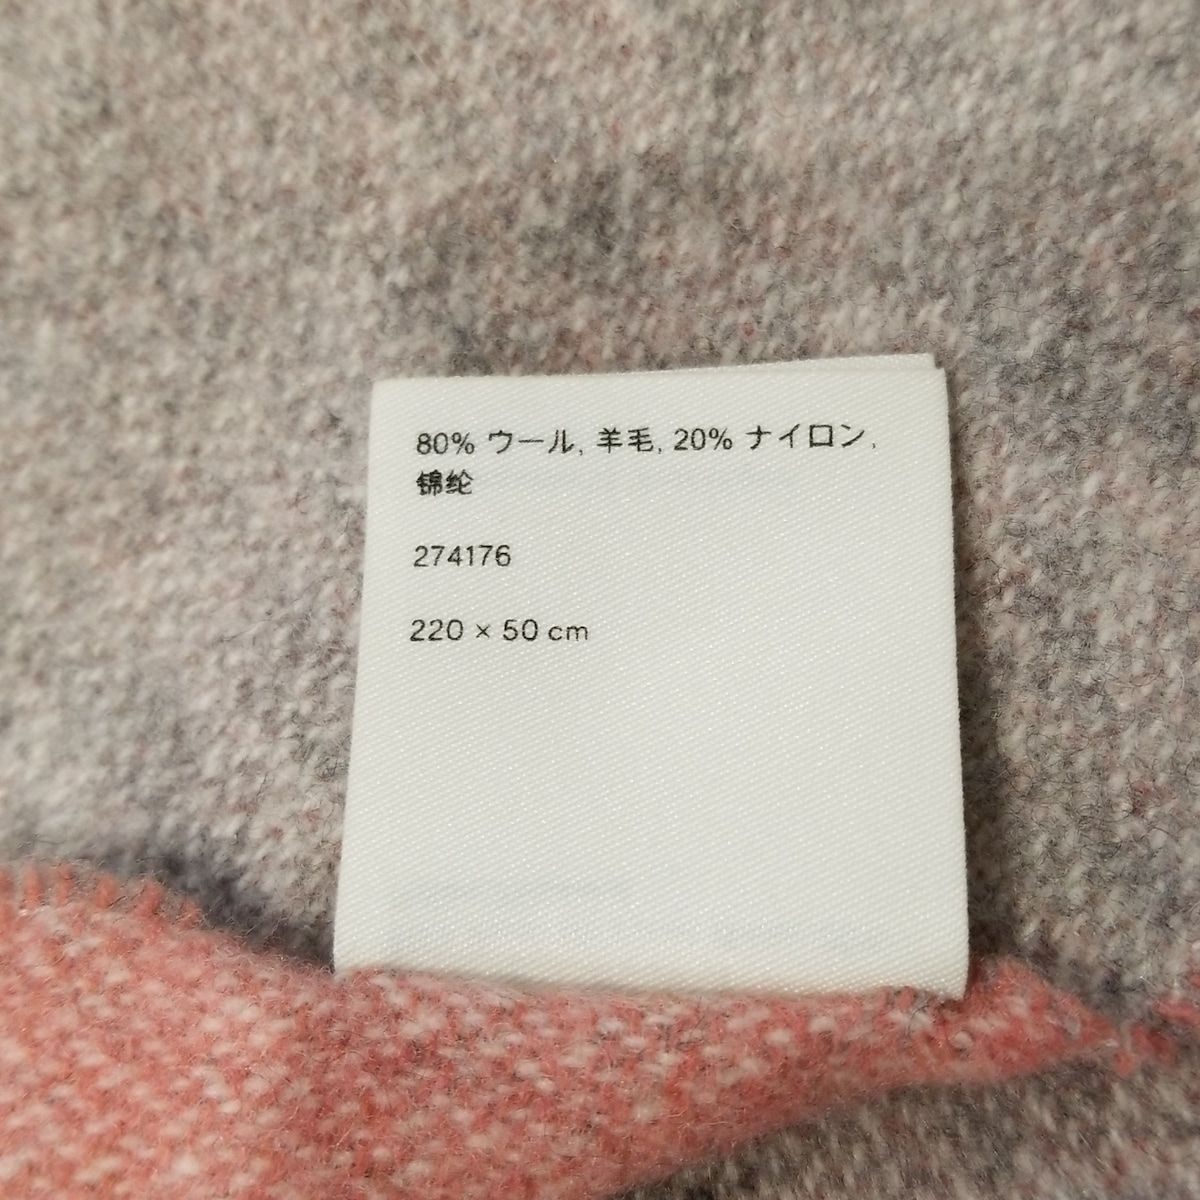 80% ウール, 羊毛, 20% ナイロン,
锦纶
274176
220 × 50 cm